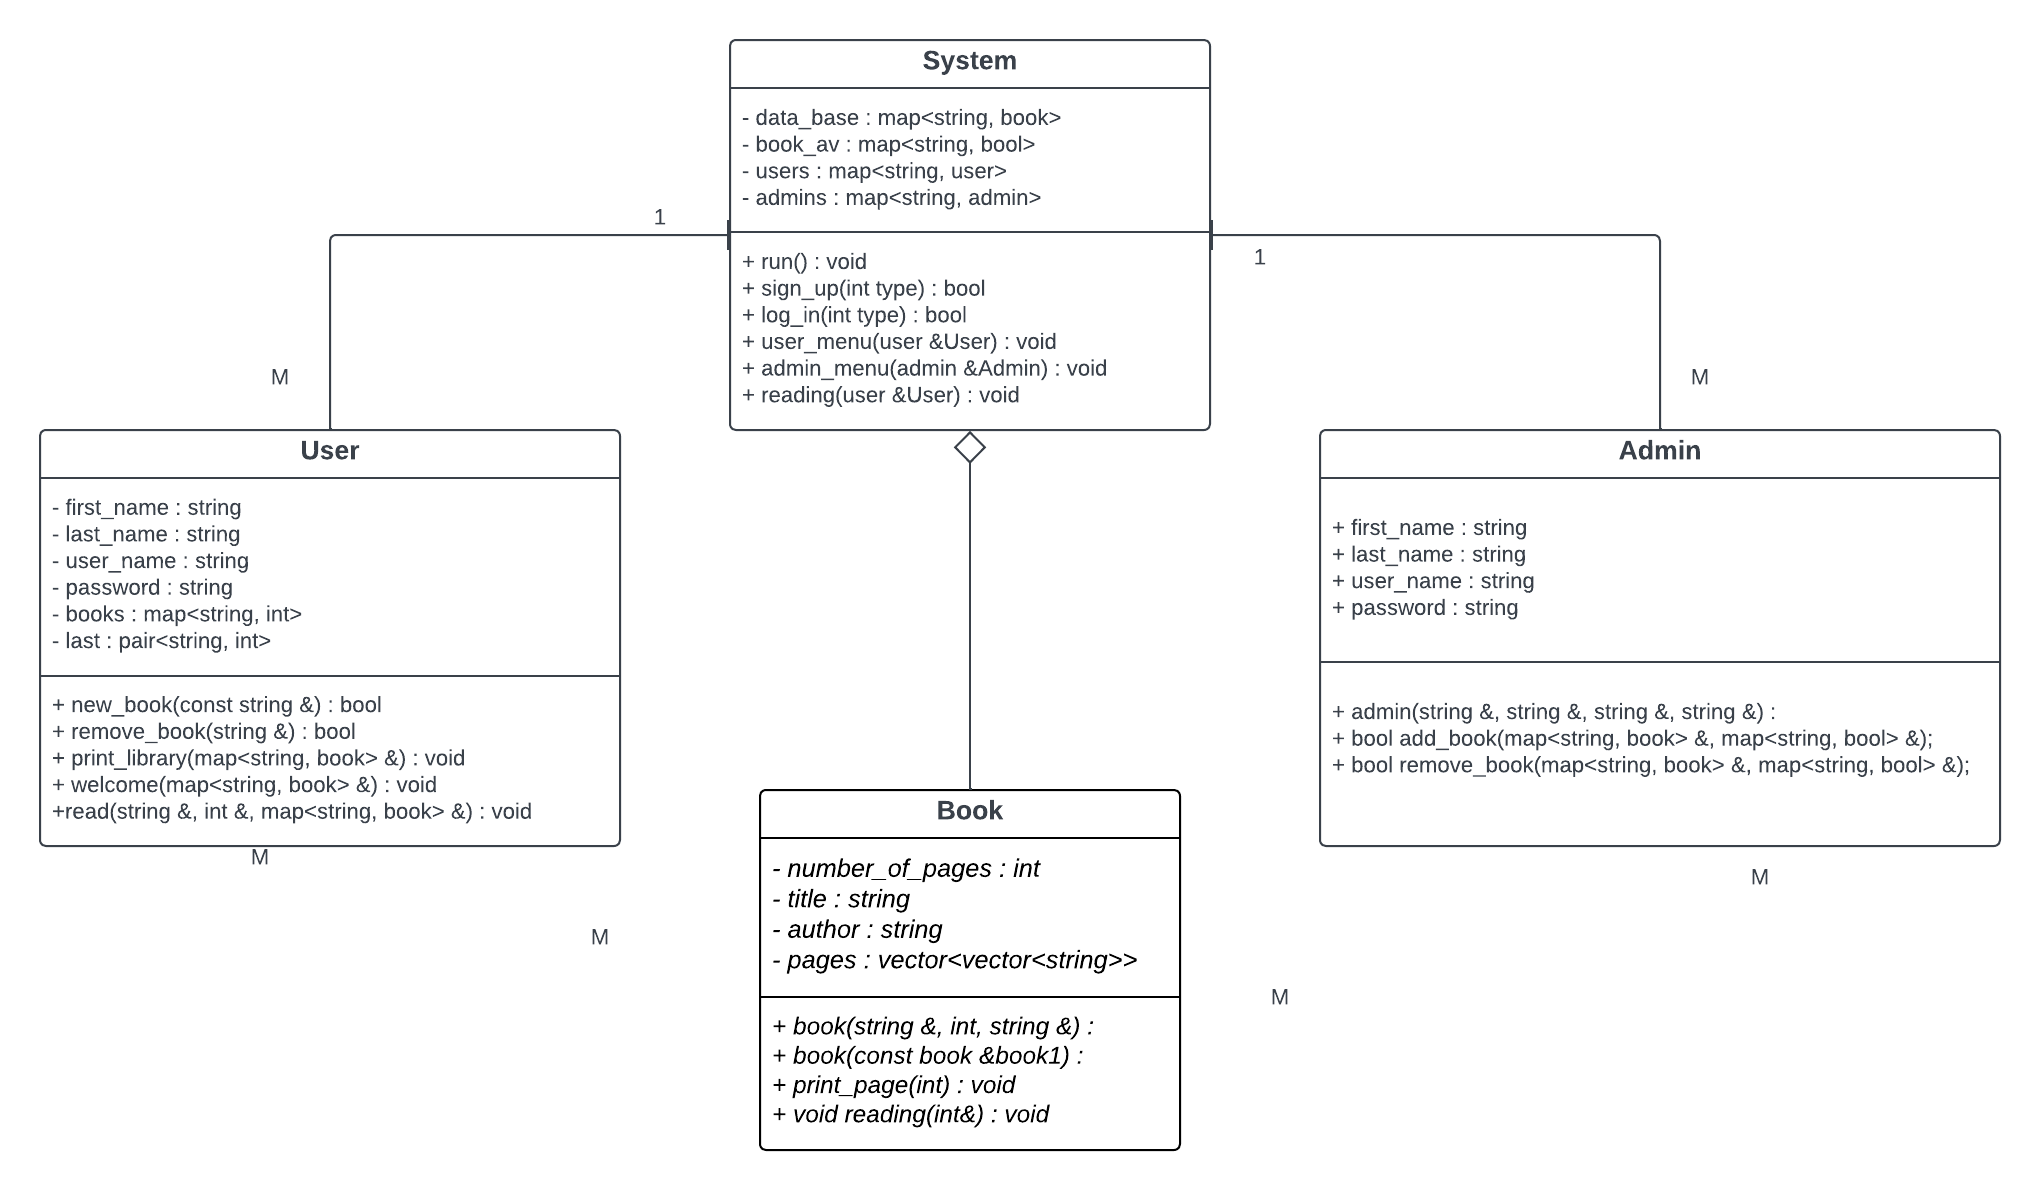 System
- data_base : map<string, book>
- book_av : map<string, bool>
- users : map<string, user>
- admins : map<string, admin>
+ run() : void
+ sign_up(int type) : bool
+ log_in(int type) : bool
+ user_menu(user &User) : void
+ admin_menu(admin &Admin) : void
+ reading(user &User) : void
1
1
M
M
User
- first_name : string
- last_name : string
- user_name : string
- password : string
- books : map<string, int>
- last : pair<string, int>
+ new_book(const string &) : bool
+ remove_book(string &) : bool
+ print_library(map<string, book> &) : void
+ welcome(map<string, book> &) : void
+read(string &, int &, map<string, book> &) : void
Admin
+ first_name : string
+ last_name : string
+ user_name : string
+ password : string
+ admin(string &, string &, string &, string &) :
+ bool add_book(map<string, book> &, map<string, bool> &);
+ bool remove_book(map<string, book> &, map<string, bool> &);
M
M
M
M
Book
- number_of_pages : int
- title : string
- author : string
- pages : vector<vector<string>>
+ book(string &, int, string &) :
+ book(const book &book1) :
+ print_page(int) : void
+ void reading(int&) : void